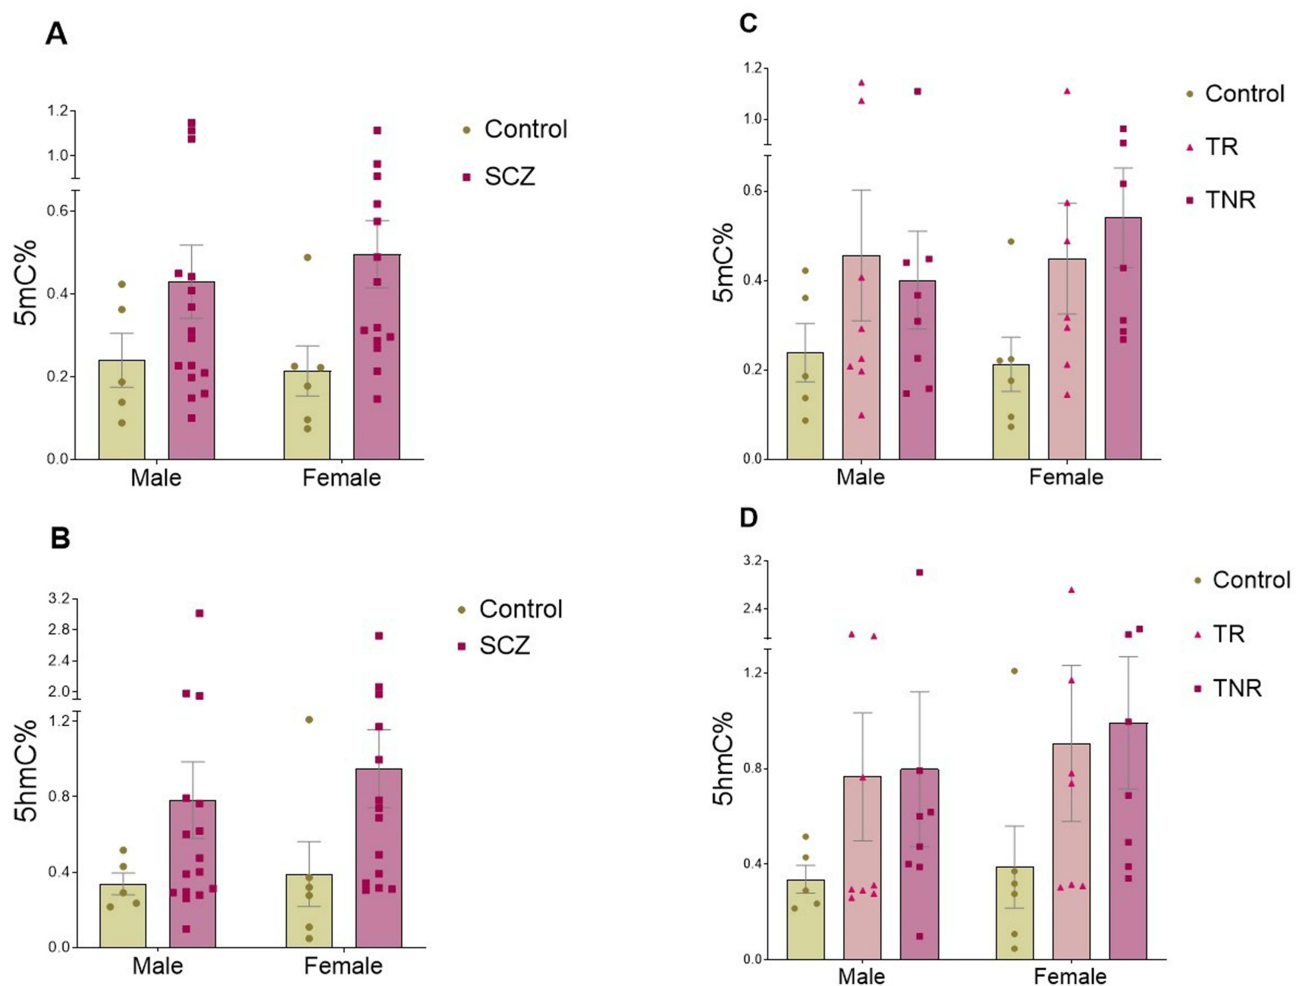 A
1.2
1.0
0.6
0.4
0.2
0.0
5mC%
Male
Female
Control
SCZ
C
1.2
1.0
0.6
0.4
0.2
0.0
5mC%
Male
Female
Control
TR
TNR
B
3.2
2.8
2.4
2.0
1.2
0.8
0.4
0.0
5hmC%
Male
Female
Control
SCZ
D
3.2
2.4
1.2
0.8
0.4
0.0
5hmC%
Male
Female
Control
TR
TNR